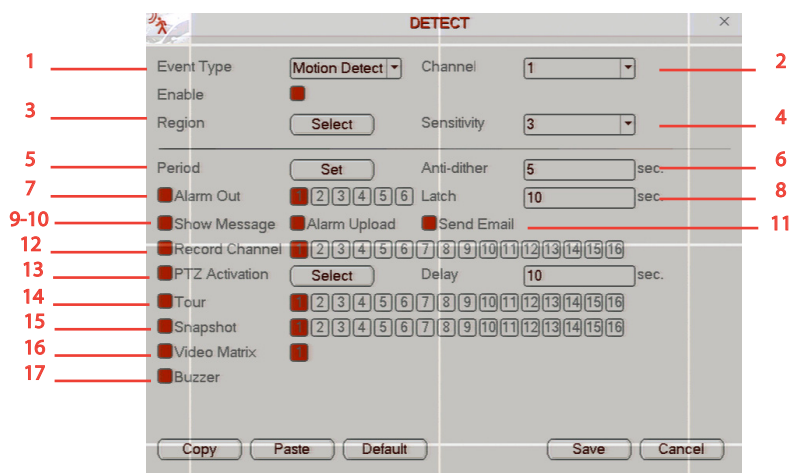 DETECT
1 Event Type Motion Detect Channel 1 2
Enable
3 Region Select Sensitivity 3 4
5 Period Set Anti-dither 5 sec. 6
7 Alarm Out 1 2 3 4 5 6 Latch 10 sec. 8
9-10 Show Message Alarm Upload Send Email 11
12 Record Channel 1 2 3 4 5 6 7 8 9 10 11 12 13 14 15 16
13 PTZ Activation Select Delay 10 sec.
14 Tour 1 2 3 4 5 6 7 8 9 10 11 12 13 14 15 16
15 Snapshot 1 2 3 4 5 6 7 8 9 10 11 12 13 14 15 16
16 Video Matrix 1
17 Buzzer
Copy Paste Default Save Cancel